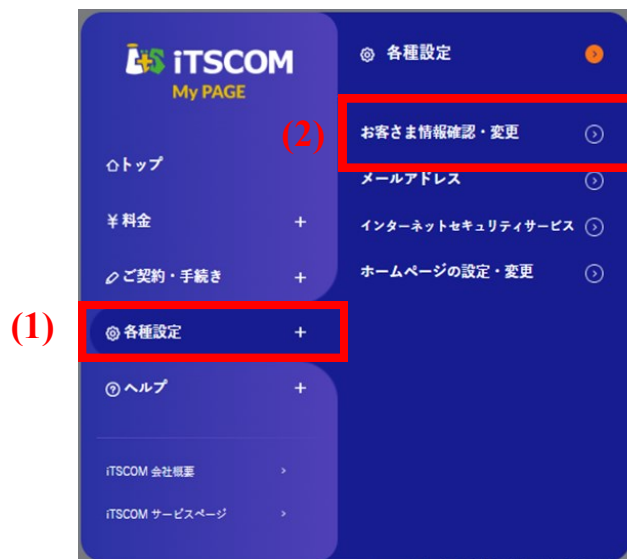 iTSCOM
My PAGE
トップ
¥ 料金 +
ご契約・手続き +
(1)
各種設定 +
ヘルプ +
iTSCOM 会社概要 >
iTSCOM サービスページ >
各種設定
(2)
お客さま情報確認・変更
メールアドレス
インターネットセキュリティサービス
ホームページの設定・変更